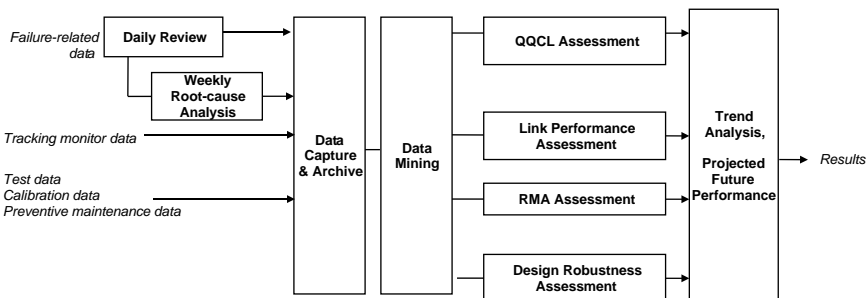 Failure-related
data
Daily Review
Weekly
Root-cause
Analysis
Tracking monitor data
Test data
Calibration data
Preventive maintenance data
Data
Capture
& Archive
Data
Mining
QQCL Assessment
Link Performance
Assessment
RMA Assessment
Design Robustness
Assessment
Trend
Analysis,
Projected
Future
Performance
Results